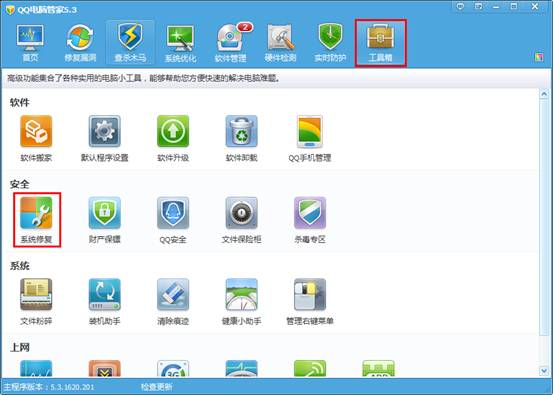 QQ电脑管家5.3
2
首页 修复漏洞 查杀木马 系统优化 软件管理 硬件检测 实时防护 工具箱
高级功能集合了各种实用的电脑小工具，能够帮助您方便快速的解决电脑难题。
软件
软件搬家 默认程序设置 软件升级 软件卸载 QQ手机管理
安全
系统修复 财产保镖 QQ安全 文件保险柜 杀毒专区
系统
文件粉碎 装机助手 清除痕迹 健康小助手 管理右键菜单
上网
3G
APP
主程序版本：5.3.1620.201 检查更新